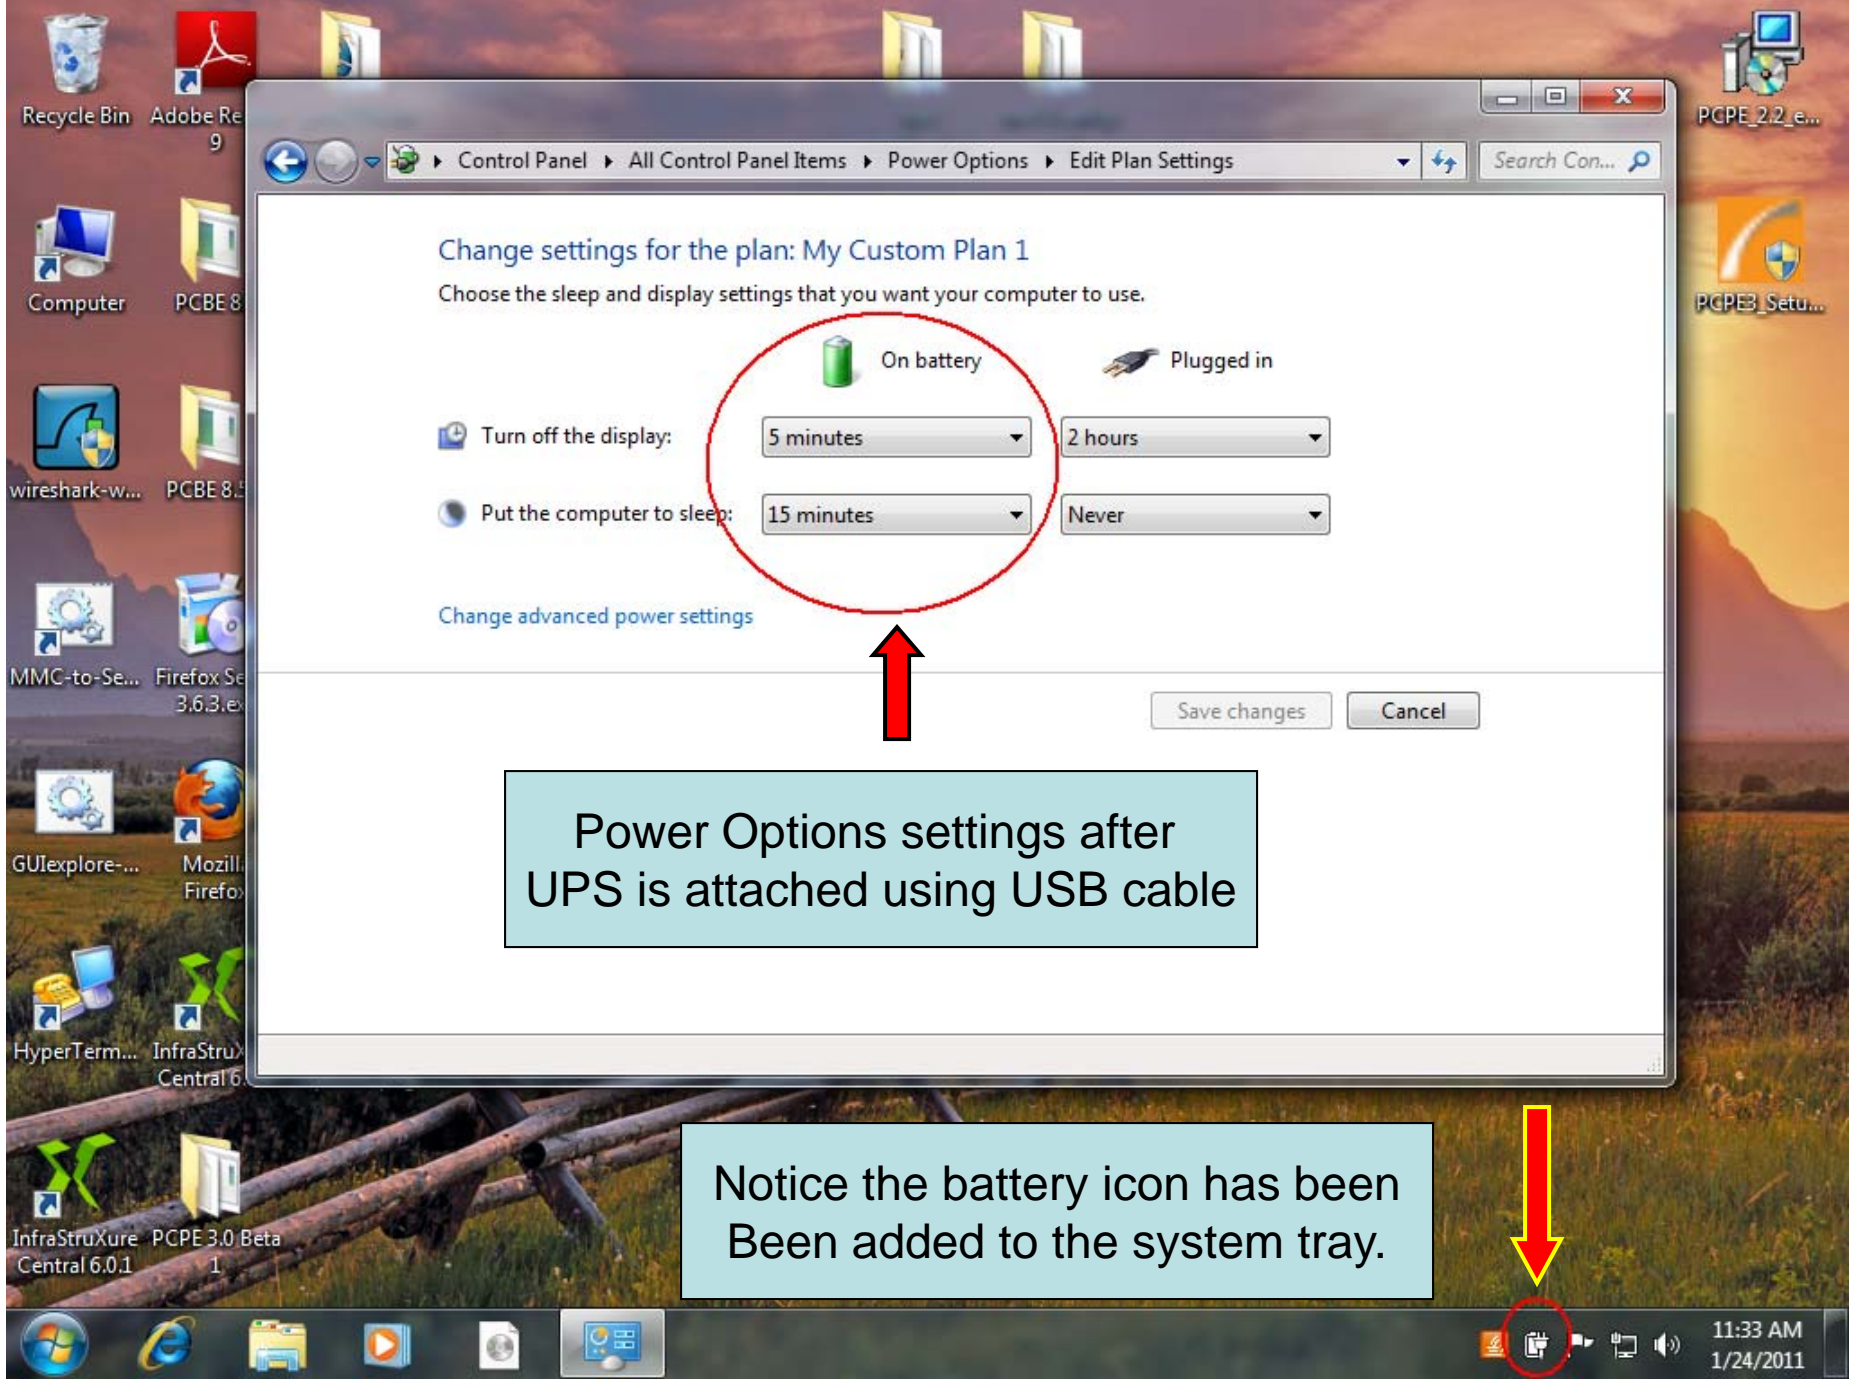 Recycle Bin
Adobe Re
9
PCPE_2.2_e...
Control Panel
All Control Panel Items
Power Options
Edit Plan Settings
Search Con...
Change settings for the plan: My Custom Plan 1
Choose the sleep and display settings that you want your computer to use.
On battery
Plugged in
Turn off the display:
5 minutes
2 hours
Put the computer to sleep:
15 minutes
Never
Change advanced power settings
Save changes
Cancel
Computer
PCBE 8
PCPE3_Setu...
wireshark-w...
PCBE 8.5
MMC-to-Se...
Firefox Se
3.6.3.ex
GUIexplore-...
Mozill
Firefo
HyperTerm...
InfraStruX
Central 6.
InfraStruXure
Central 6.0.1
PCPE 3.0 Beta
1
Power Options settings after
UPS is attached using USB cable
Notice the battery icon has been
Been added to the system tray.
11:33 AM
1/24/2011